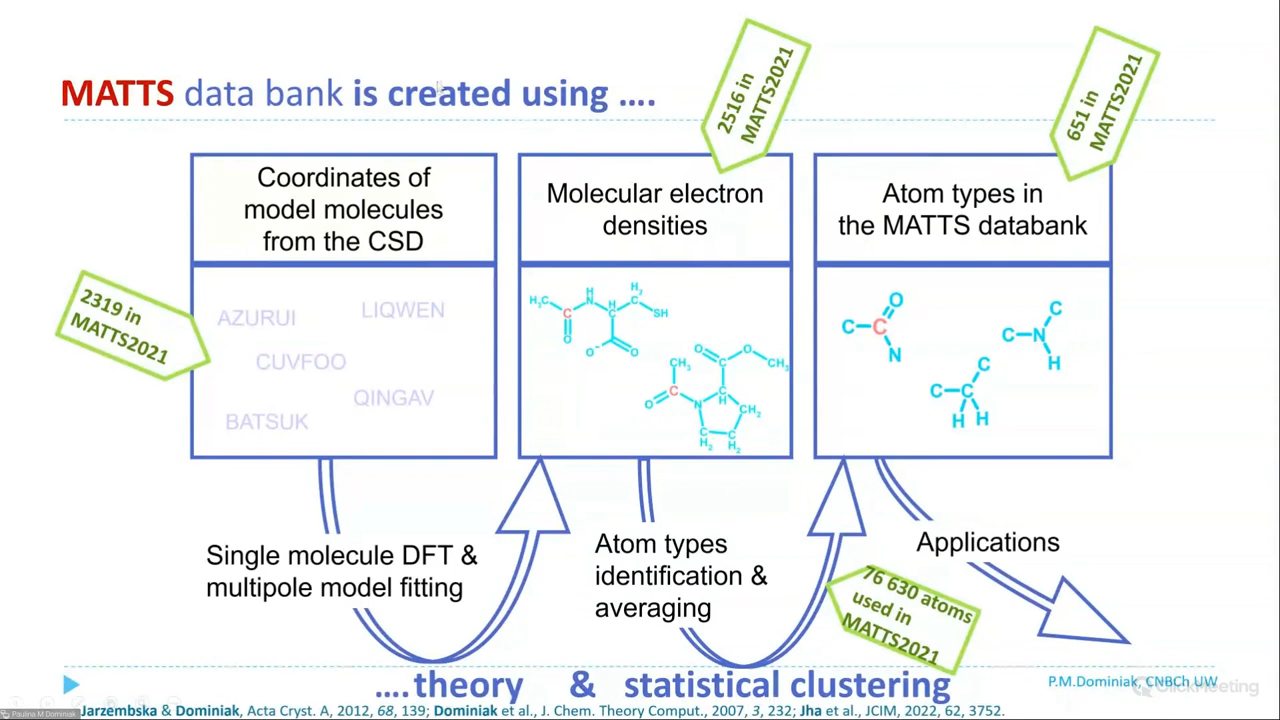 MATTS data bank is created using ....
2516 in
MATTS2021
651 in
MATTS2021
Coordinates of
model molecules
from the CSD
Molecular electron
densities
Atom types in
the MATTS databank
2319 in
MATTS2021
AZURUI
LIQWEN
CUVFOO
QINGAV
BATSUK
H₃C
H
N
H
C
H₂
C
SH
C
O
C
O⁻
O
CH₃
O
C
O
CH₃
C
O
N
C
H
CH₂
C
H₂
C
H₂
C
C
O
N
C
C
N
H
C
C
C
H
H
Single molecule DFT &
multipole model fitting
Atom types
identification &
averaging
Applications
76 630 atoms
used in
MATTS2021
....theory & statistical clustering
P.M.Dominiak, CNBCh UW
ClickMeeting
Paulina M Dominiak
Jarzembska & Dominiak, Acta Cryst. A, 2012, 68, 139; Dominiak et al., J. Chem. Theory Comput., 2007, 3, 232; Jha et al., JCIM, 2022, 62, 3752.